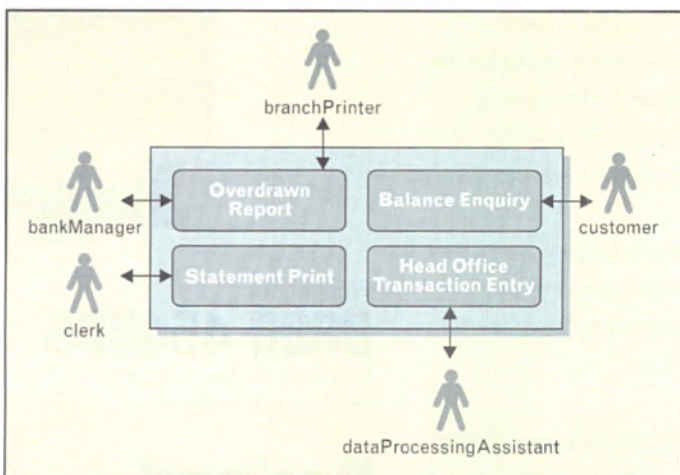 branchPrinter
bankManager
Overdrawn
Report
Balance Enquiry
customer
clerk
Statement Print
Head Office
Transaction Entry
dataProcessingAssistant